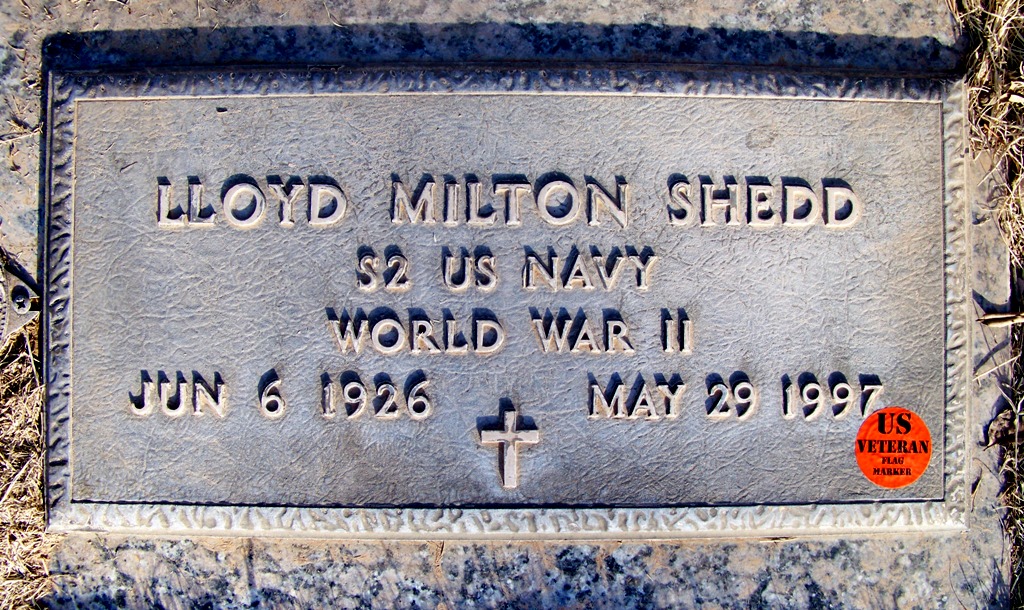 LLOYD MILTON SHEDD
S2 US NAVY
WORLD WAR II
JUN 6 1926 MAY 29 1997
US
VETERAN
FLAG
MARKER